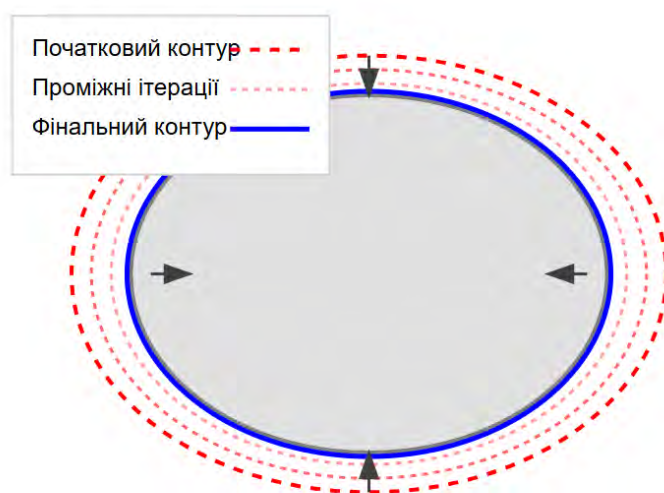 Початковий контур
Проміжні ітерації
Фінальний контур